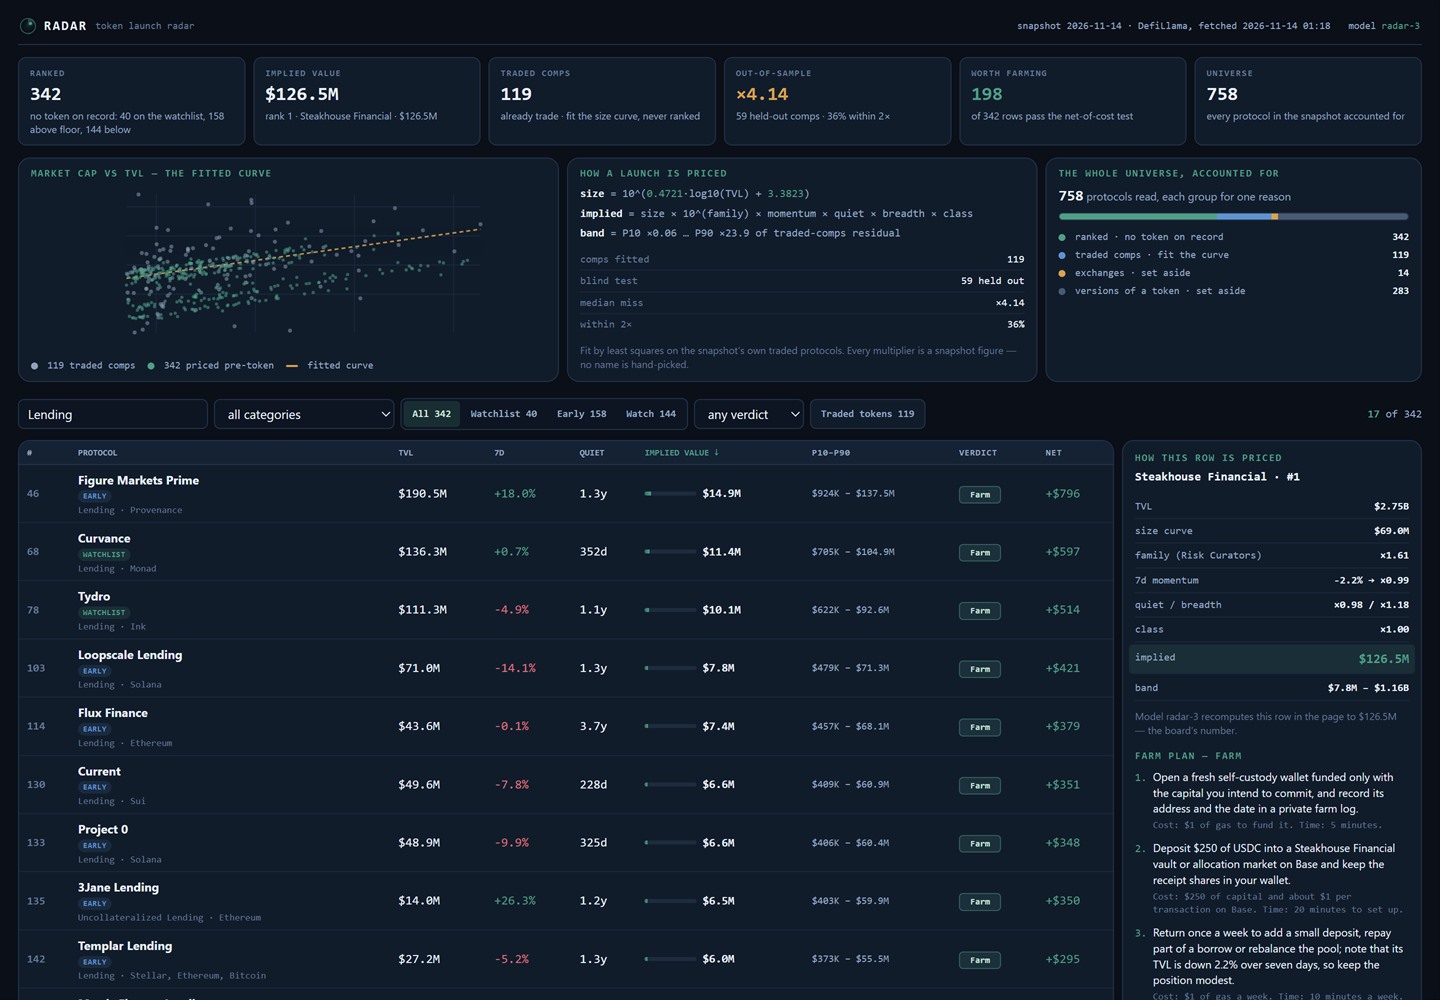 RADAR token launch radar
snapshot 2026-11-14 · DefiLlama, fetched 2026-11-14 01:18 model radar-3
RANKED
342
no token on record: 40 on the watchlist, 158
above floor, 144 below
IMPLIED VALUE
$126.5M
rank 1 · Steakhouse Financial · $126.5M
TRADED COMPS
119
already trade · fit the size curve, never ranked
OUT-OF-SAMPLE
×4.14
59 held-out comps · 36% within 2×
WORTH FARMING
198
of 342 rows pass the net-of-cost test
UNIVERSE
758
every protocol in the snapshot accounted for
MARKET CAP VS TVL — THE FITTED CURVE
119 traded comps 342 priced pre-token fitted curve
HOW A LAUNCH IS PRICED
size = 10^(0.4721·log10(TVL) + 3.3823)
implied = size × 10^(family) × momentum × quiet × breadth × class
band = P10 ×0.06 … P90 ×23.9 of traded-comps residual
comps fitted 119
blind test 59 held out
median miss ×4.14
within 2× 36%
Fit by least squares on the snapshot's own traded protocols. Every multiplier is a snapshot figure —
no name is hand-picked.
THE WHOLE UNIVERSE, ACCOUNTED FOR
758 protocols read, each group for one reason
ranked · no token on record 342
traded comps · fit the curve 119
exchanges · set aside 14
versions of a token · set aside 283
Lending all categories All 342 Watchlist 40 Early 158 Watch 144 any verdict Traded tokens 119 17 of 342
# PROTOCOL TVL 7D QUIET IMPLIED VALUE ↓ P10–P90 VERDICT NET
Figure Markets Prime
46 EARLY $190.5M +18.0% 1.3y $14.9M $924K – $137.5M Farm +$796
Lending · Provenance
Curvance
68 WATCHLIST $136.3M +0.7% 352d $11.4M $705K – $104.9M Farm +$597
Lending · Monad
Tydro
78 WATCHLIST $111.3M -4.9% 1.1y $10.1M $622K – $92.6M Farm +$514
Lending · Ink
Loopscale Lending
103 EARLY $71.0M -14.1% 1.3y $7.8M $479K – $71.3M Farm +$421
Lending · Solana
Flux Finance
114 EARLY $43.6M -0.1% 3.7y $7.4M $457K – $68.1M Farm +$379
Lending · Ethereum
Current
130 EARLY $49.6M -7.8% 228d $6.6M $409K – $60.9M Farm +$351
Lending · Sui
Project 0
133 EARLY $48.9M -9.9% 325d $6.6M $406K – $60.4M Farm +$348
Lending · Solana
3Jane Lending
135 EARLY $14.0M +26.3% 1.2y $6.5M $403K – $59.9M Farm +$350
Uncollateralized Lending · Ethereum
Templar Lending
142 EARLY $27.2M -5.2% 1.3y $6.0M $373K – $55.5M Farm +$295
Lending · Stellar, Ethereum, Bitcoin
HOW THIS ROW IS PRICED
Steakhouse Financial · #1
TVL $2.75B
size curve $69.0M
family (Risk Curators) ×1.61
7d momentum -2.2% → ×0.99
quiet / breadth ×0.98 / ×1.18
class ×1.00
implied $126.5M
band $7.8M – $1.16B
Model radar-3 recomputes this row in the page to $126.5M
— the board's number.
FARM PLAN — FARM
1. Open a fresh self-custody wallet funded only with
the capital you intend to commit, and record its
address and the date in a private farm log.
Cost: $1 of gas to fund it. Time: 5 minutes.
2. Deposit $250 of USDC into a Steakhouse Financial
vault or allocation market on Base and keep the
receipt shares in your wallet.
Cost: $250 of capital and about $1 per
transaction on Base. Time: 20 minutes to set up.
3. Return once a week to add a small deposit, repay
part of a borrow or rebalance the pool; note that its
TVL is down 2.2% over seven days, so keep the
position modest.
Cost: $1 of gas a week. Time: 10 minutes a week.